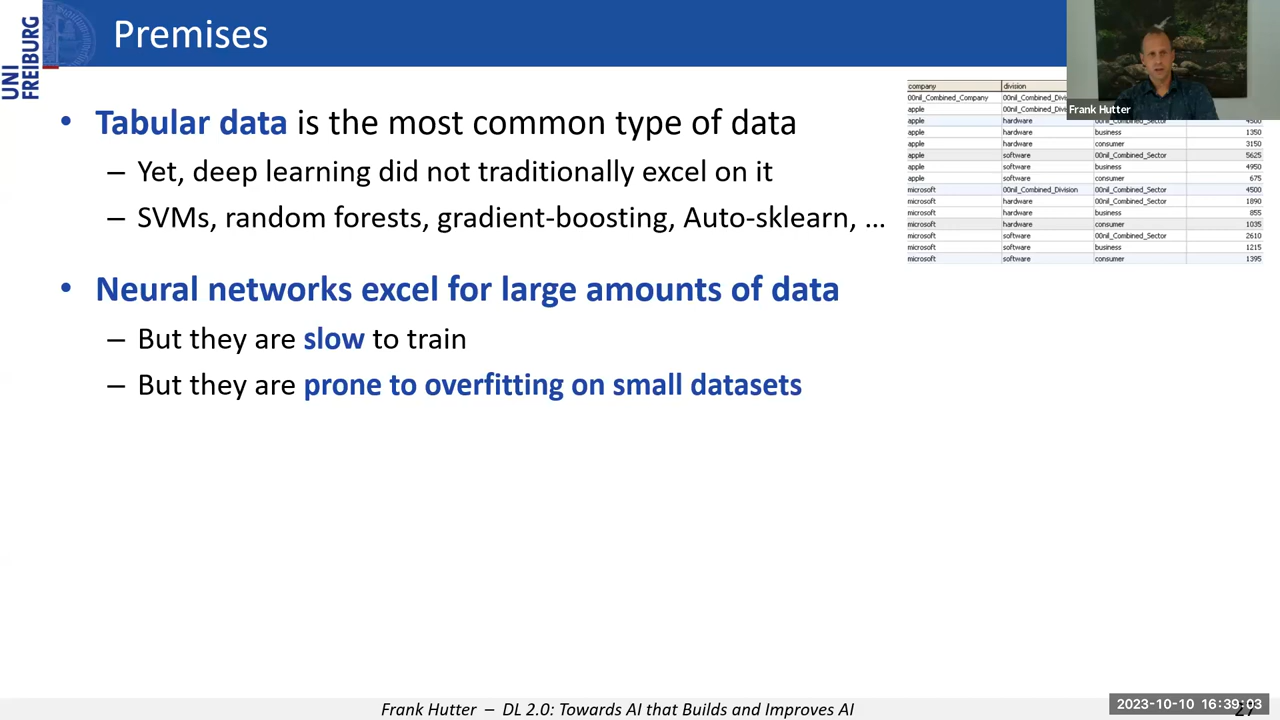 UNI
FREIBURG
Premises
• Tabular data is the most common type of data
– Yet, deep learning did not traditionally excel on it
– SVMs, random forests, gradient-boosting, Auto-sklearn, ...
• Neural networks excel for large amounts of data
– But they are slow to train
– But they are prone to overfitting on small datasets
company division
00nil_Combined_Company
apple
apple hardware 00nil_Combined_Sector 4500
apple hardware business 1350
apple hardware consumer 3150
apple software 00nil_Combined_Sector 5625
apple software business 4950
apple software consumer 675
microsoft 00nil_Combined_Division 00nil_Combined_Sector 4500
microsoft hardware 00nil_Combined_Sector 1890
microsoft hardware business 855
microsoft hardware consumer 1035
microsoft software 00nil_Combined_Sector 2610
microsoft software business 1215
microsoft software consumer 1395
Frank Hutter
Frank Hutter – DL 2.0: Towards AI that Builds and Improves AI
2023-10-10 16:39:03
27